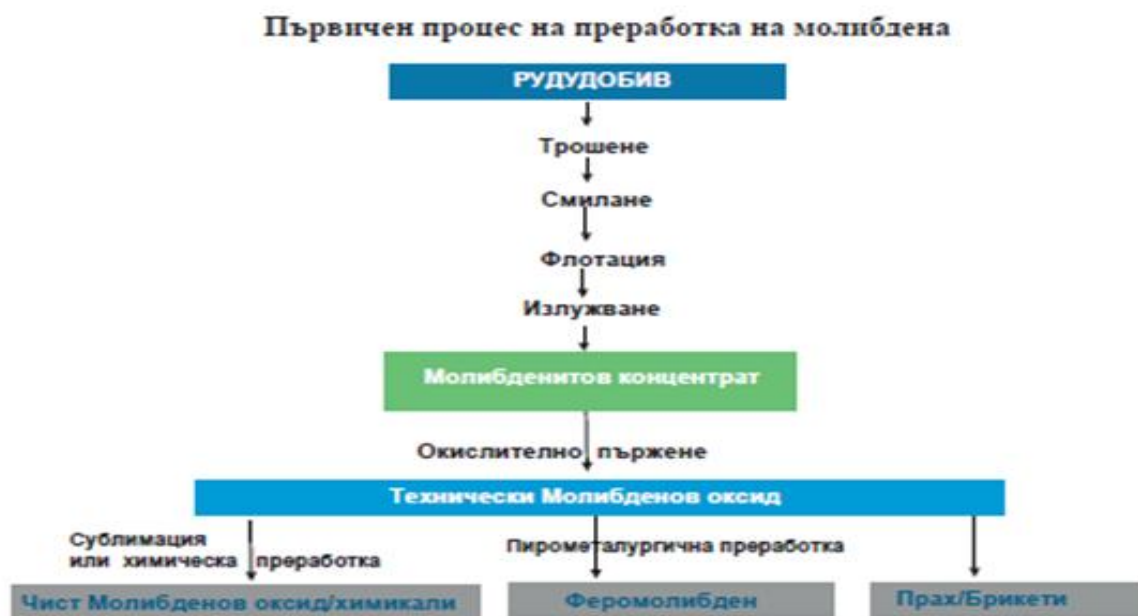 Първичен процес на преработка на молибдена
РУДУДОБИВ
Трошене
Смилане
Флотация
Излужване
Молибденитов концентрат
Окислително пържене
Технически Молибденов оксид
Сублимация
или химическа преработка
Пирометалургична преработка
Чист Молибденов оксид/химикали
Феромолибден
Прах/Брикети